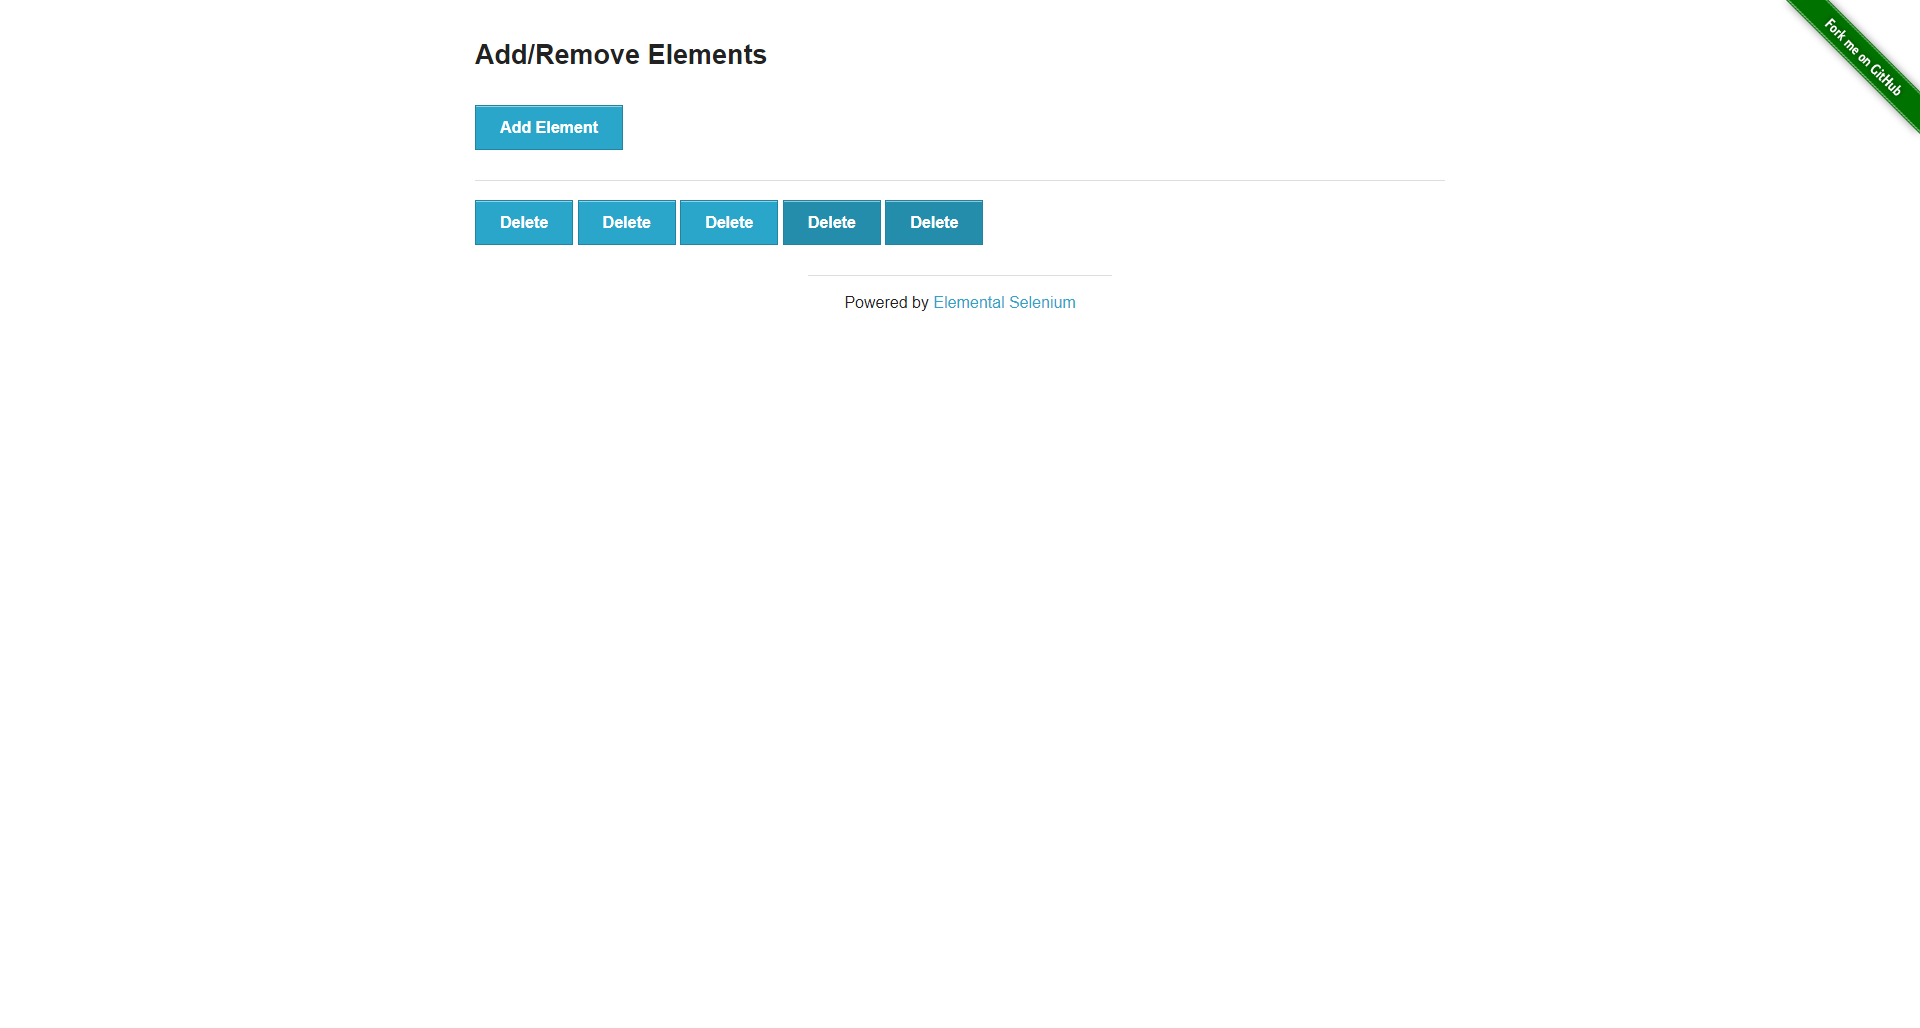 Fork me on GitHub
Add/Remove Elements
Add Element
Delete Delete Delete Delete Delete
Powered by Elemental Selenium